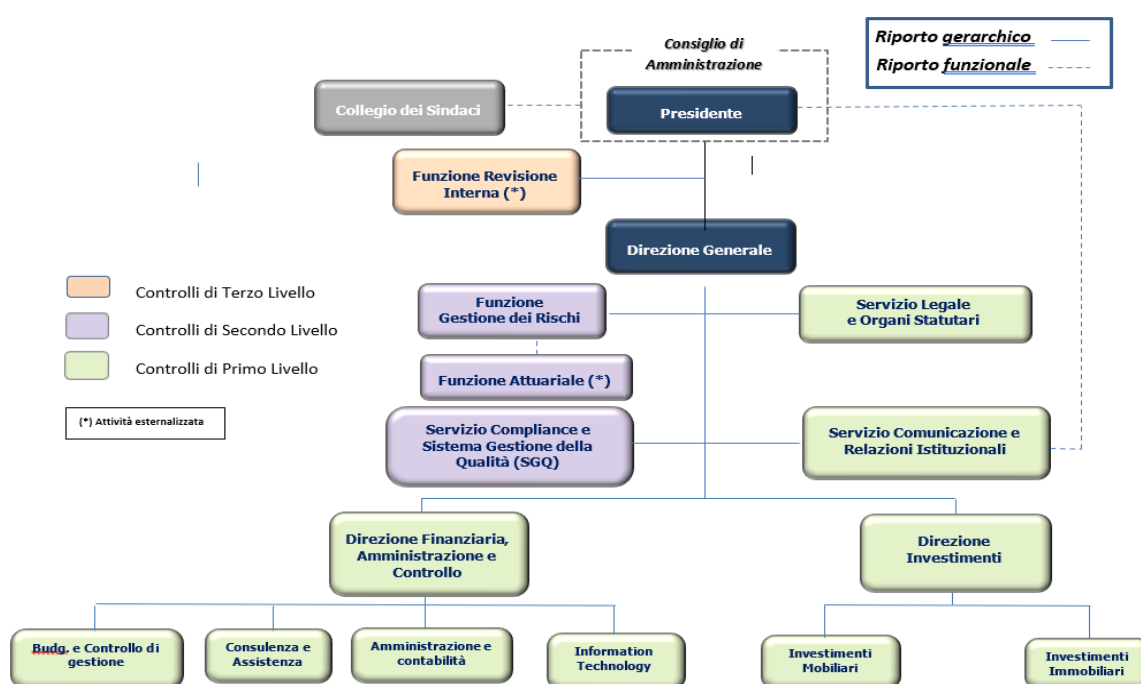 Riporto gerarchico
Riporto funzionale
Consiglio di
Amministrazione
Collegio dei Sindaci
Presidente
Funzione Revisione
Interna (*)
Direzione Generale
Controlli di Terzo Livello
Controlli di Secondo Livello
Controlli di Primo Livello
(*) Attività esternalizzata
Funzione
Gestione dei Rischi
Servizio Legale
e Organi Statutari
Funzione Attuariale (*)
Servizio Compliance e
Sistema Gestione della
Qualità (SGQ)
Servizio Comunicazione e
Relazioni Istituzionali
Direzione Finanziaria,
Amministrazione e
Controllo
Direzione
Investimenti
Budg. e Controllo di
gestione
Consulenza e
Assistenza
Amministrazione e
contabilità
Information
Technology
Investimenti
Mobiliari
Investimenti
Immobiliari